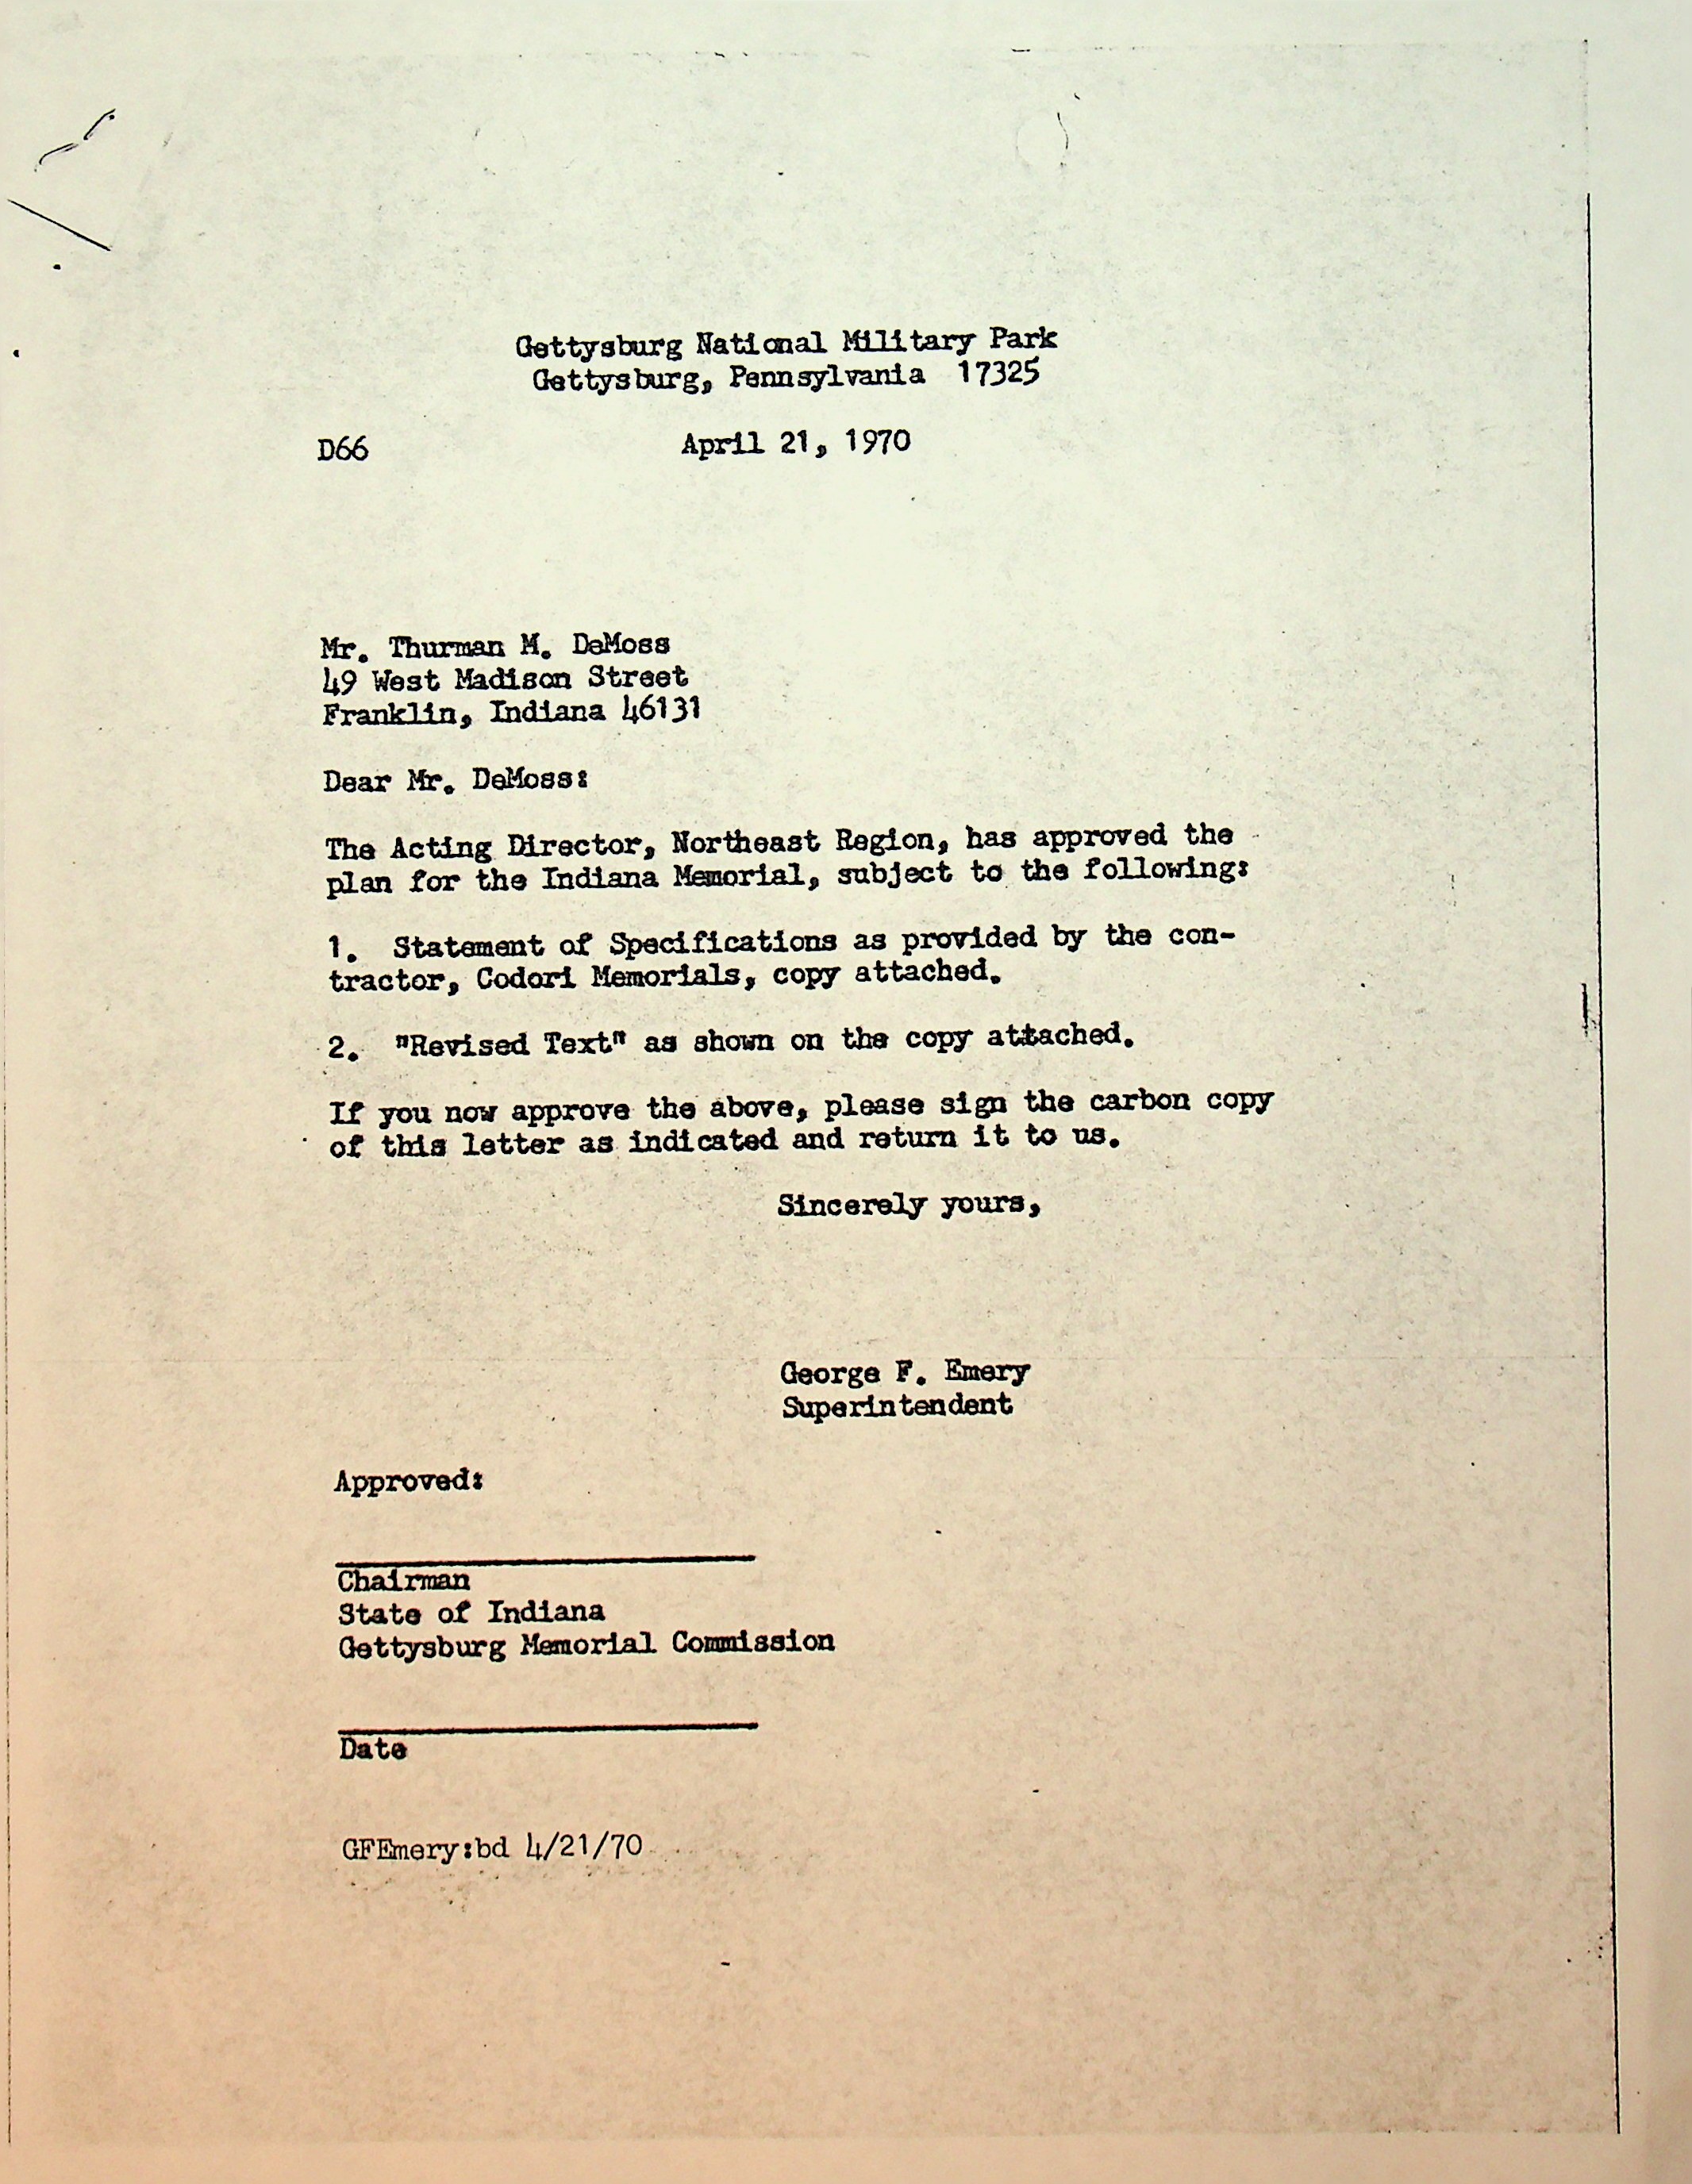 Gettysburg National Military Park
Gettysburg, Pennsylvania 17325
D66 April 21, 1970
Mr. Thurman M. DeMoss
49 West Madison Street
Franklin, Indiana 46131
Dear Mr. DeMoss:
The Acting Director, Northeast Region, has approved the
plan for the Indiana Memorial, subject to the following:
1. Statement of Specifications as provided by the con-
tractor, Codori Memorials, copy attached.
2. "Revised Text" as shown on the copy attached.
If you now approve the above, please sign the carbon copy
of this letter as indicated and return it to us.
Sincerely yours,
George F. Emery
Superintendent
Approved:
Chairman
State of Indiana
Gettysburg Memorial Commission
Date
GFEmery:bd 4/21/70